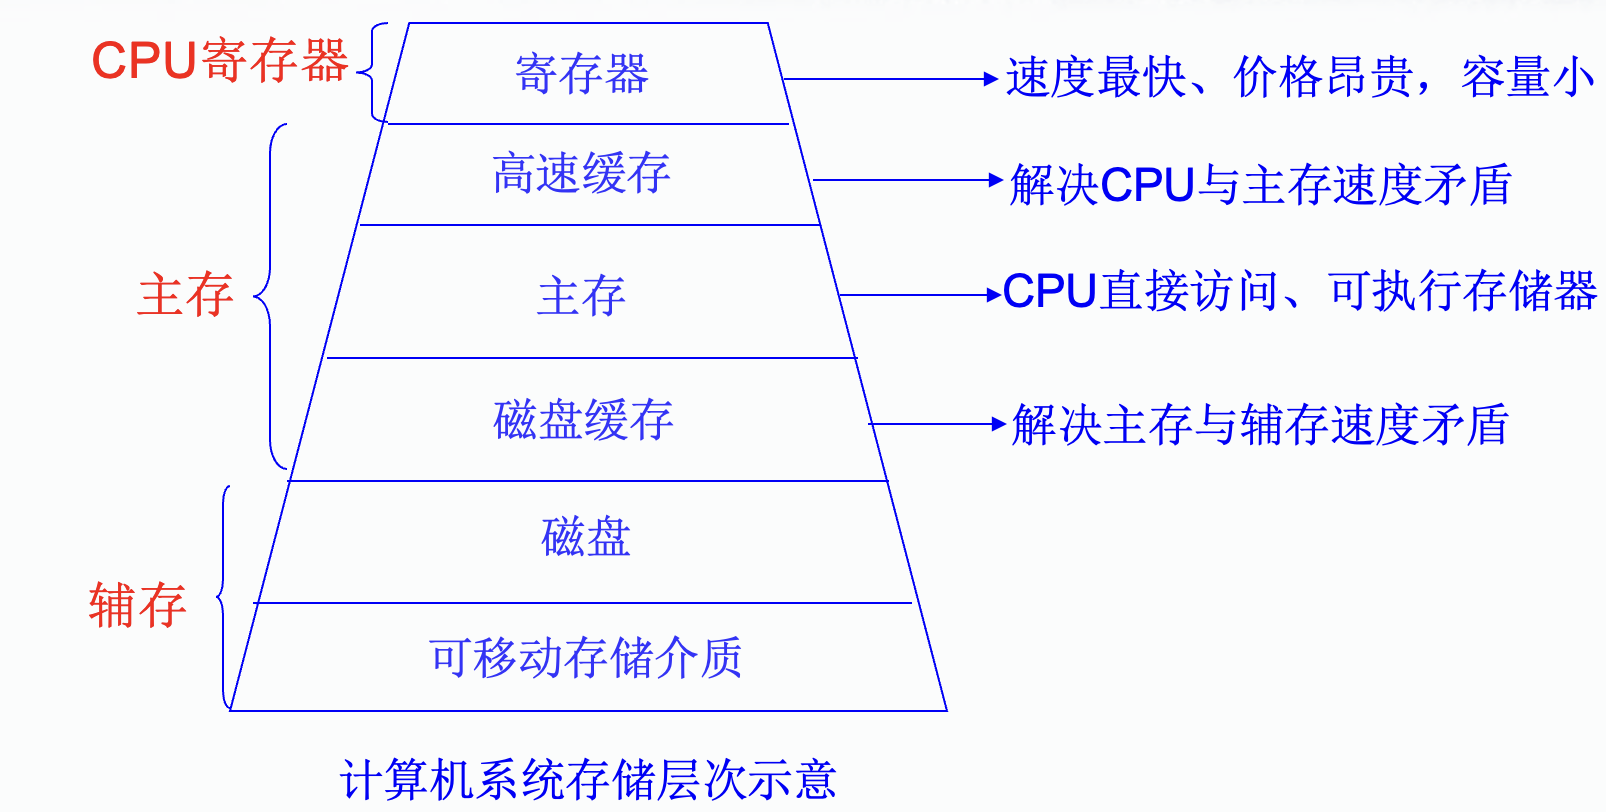 CPU寄存器
寄存器
速度最快、价格昂贵，容量小
高速缓存
解决CPU与主存速度矛盾
主存
主存
CPU直接访问、可执行存储器
磁盘缓存
解决主存与辅存速度矛盾
磁盘
辅存
可移动存储介质
计算机系统存储层次示意